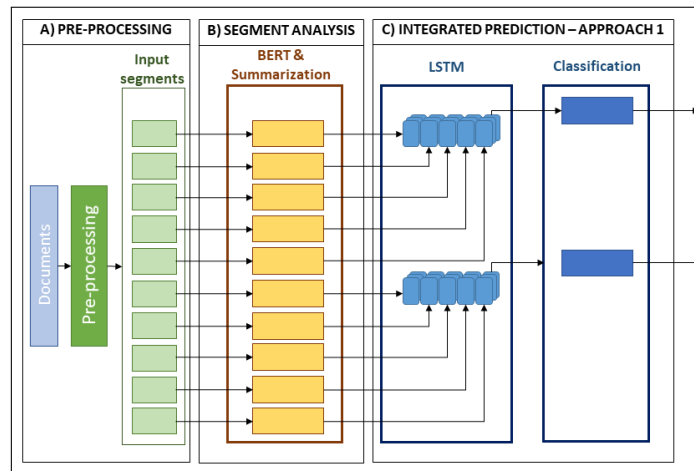 A) PRE-PROCESSING
B) SEGMENT ANALYSIS
C) INTEGRATED PREDICTION – APPROACH 1
Input
segments
BERT &
Summarization
LSTM
Classification
Documents
Pre-processing